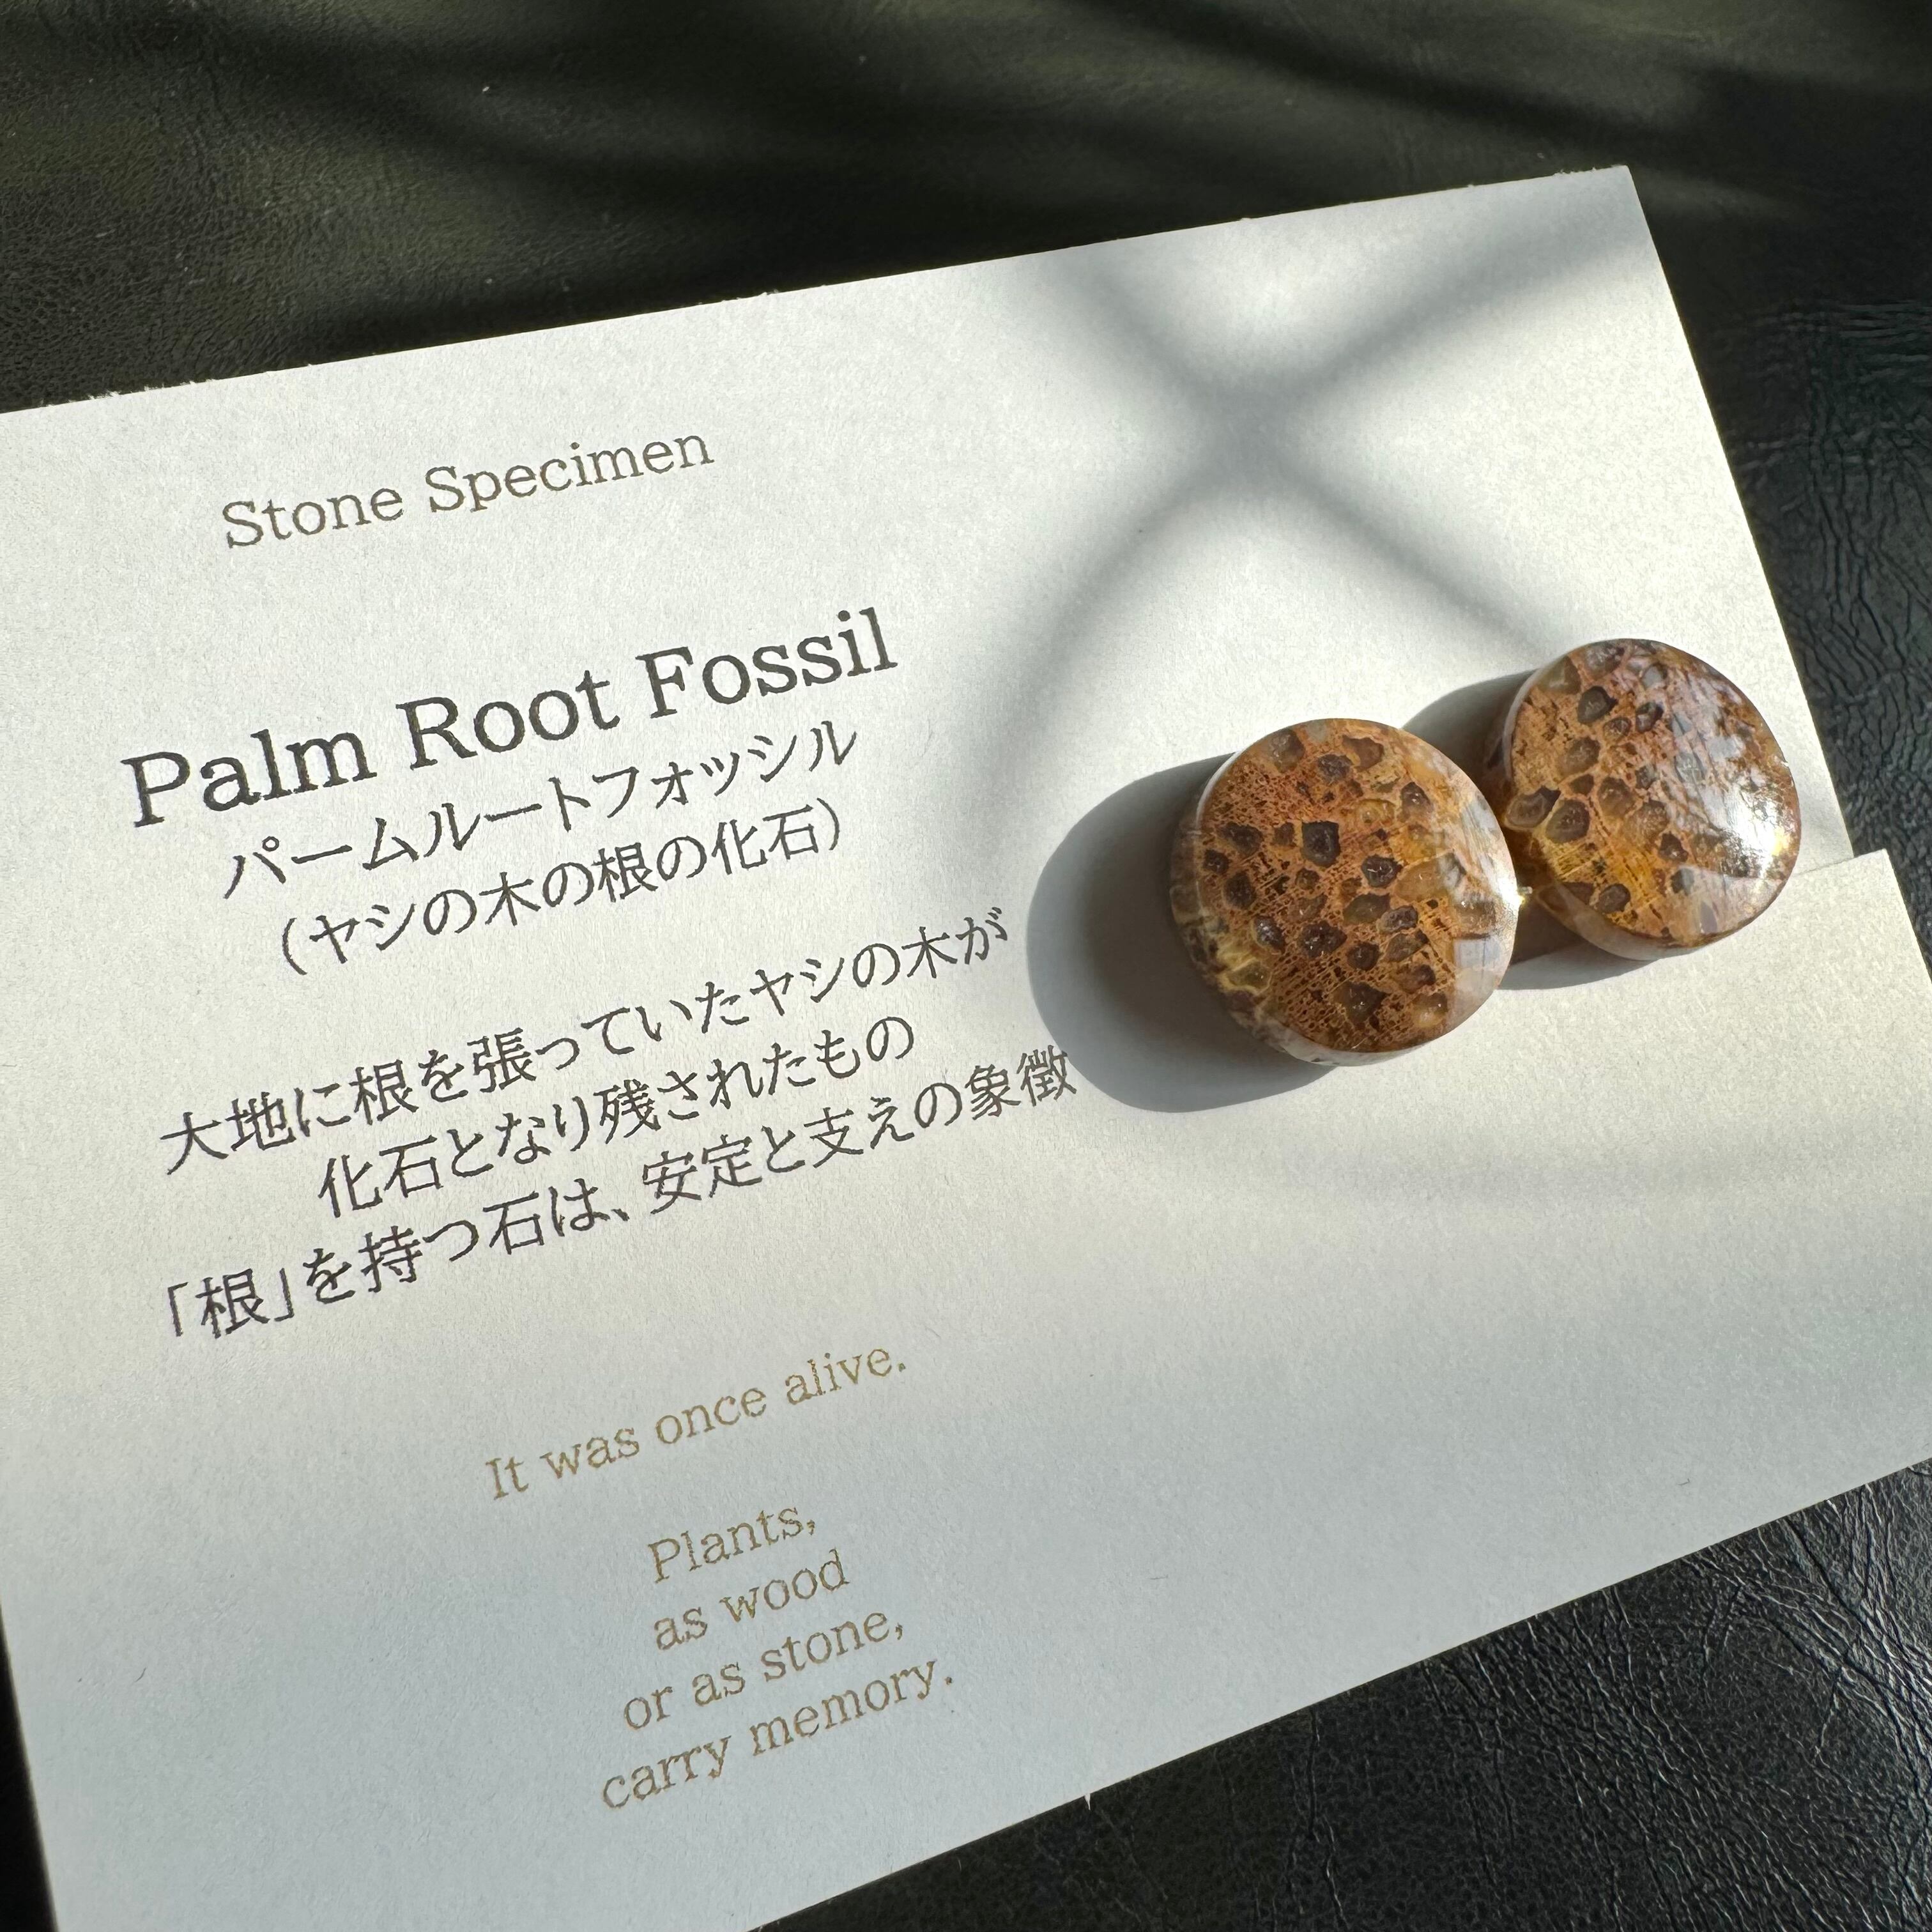 Stone Specimen
Palm Root Fossil
パームルートフォッシル
(ヤシの木の根の化石)
大地に根を張っていたヤシの木が
化石となり残されたもの
「根」を持つ石は、安定と支えの象徴
It was once alive.
Plants,
as wood
or as stone,
carry memory.